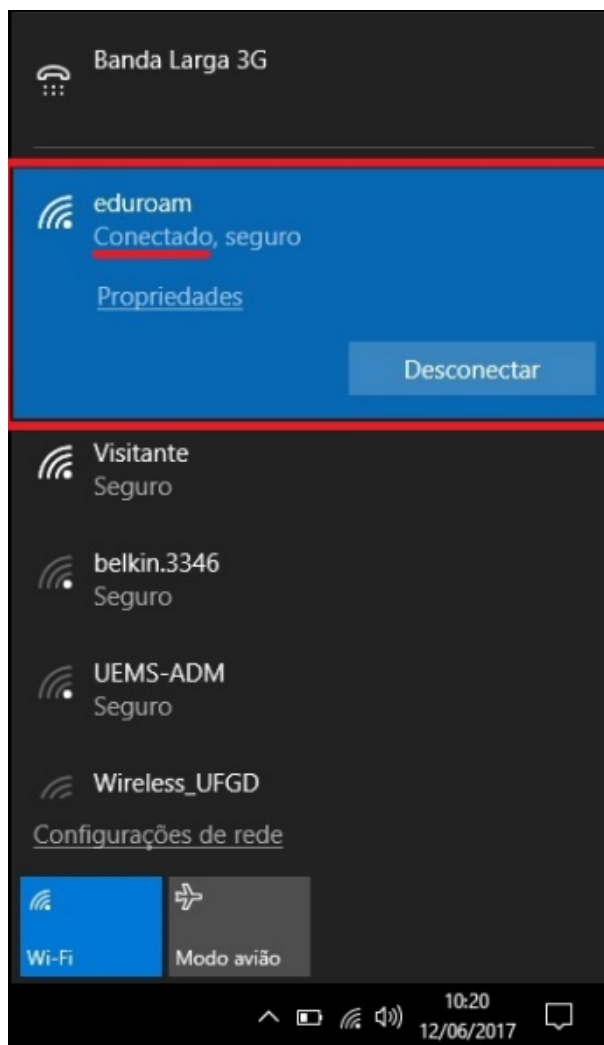 Banda Larga 3G
eduroam
Conectado, seguro
Propriedades
Desconectar
Visitante
Seguro
belkin.3346
Seguro
UEMS-ADM
Seguro
Wireless_UFGD
Configurações de rede
Wi-Fi
Modo avião
10:20
12/06/2017